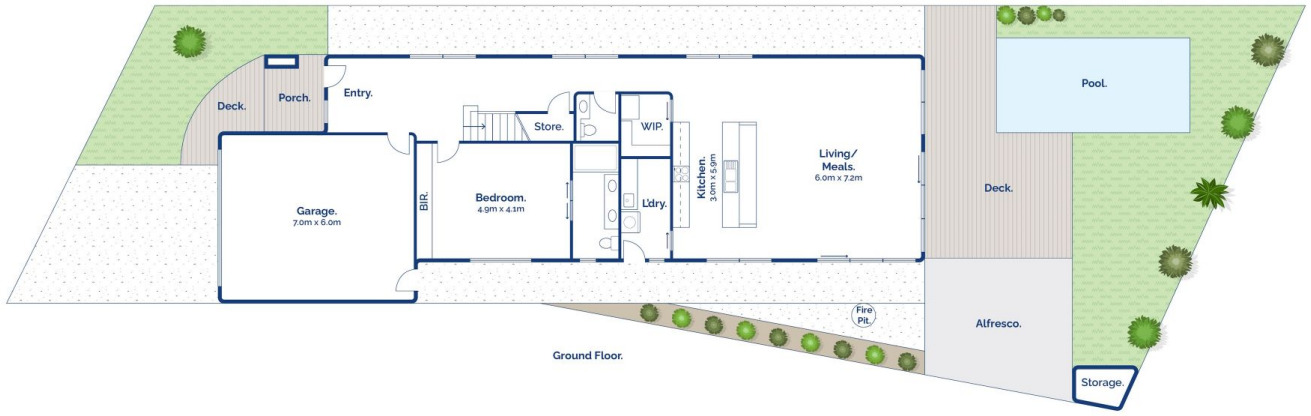 Pool.
Deck.
Porch.
Entry.
Store.
WIP.
Living/
Meals.
6.0m x 7.2m
Kitchen.
3.0m x 5.9m
Deck.
Garage.
7.0m x 6.0m
BIR.
Bedroom.
4.9m x 4.1m
L'dry.
Fire
Pit.
Alfresco.
Ground Floor.
Storage.